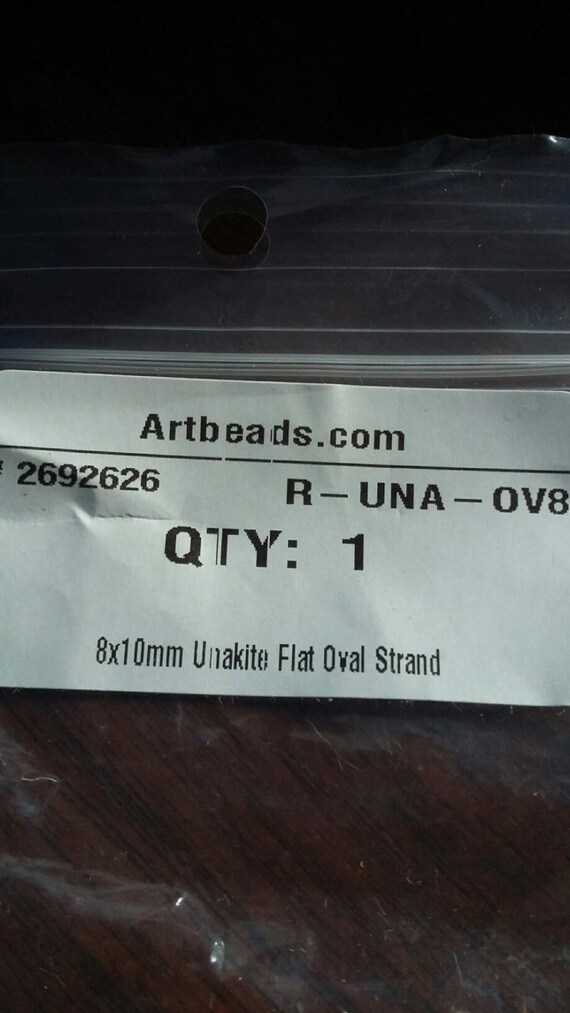 Artbeads.com
# 2692626 R-UNA-OV8
QTY: 1
8x10mm Unakite Flat Oval Strand